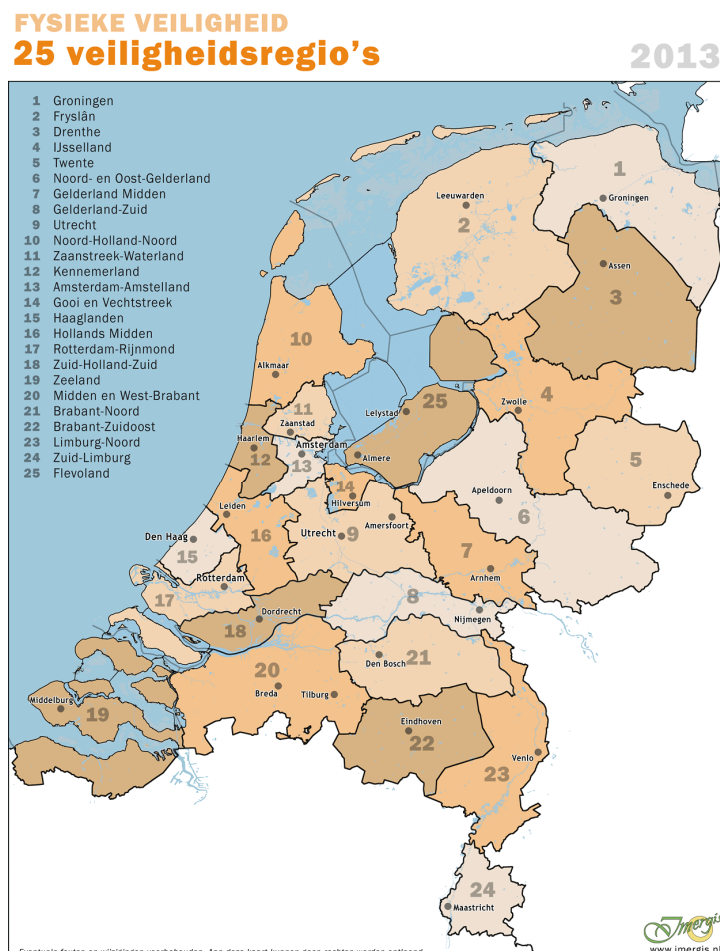 FYSIEKE VEILIGHEID
25 veiligheidsregio's
2013
1 Groningen
2 Fryslân
3 Drenthe
4 IJsselland
5 Twente
6 Noord- en Oost-Gelderland
7 Gelderland Midden
8 Gelderland-Zuid
9 Utrecht
10 Noord-Holland-Noord
11 Zaanstreek-Waterland
12 Kennemerland
13 Amsterdam-Amstelland
14 Gooi en Vechtstreek
15 Haaglanden
16 Hollands Midden
17 Rotterdam-Rijnmond
18 Zuid-Holland-Zuid
19 Zeeland
20 Midden en West-Brabant
21 Brabant-Noord
22 Brabant-Zuidoost
23 Limburg-Noord
24 Zuid-Limburg
25 Flevoland
1
Groningen
Leeuwarden
2
Assen
3
10
Alkmaar
4
Zwolle
25
Lelystad
11
Zaanstad
Haarlem
12
Amsterdam
13
Almere
5
Enschede
14
Hilversum
Apeldoorn
6
Leiden
16
Utrecht
9
Amersfoort
Den Haag
15
7
Arnhem
Rotterdam
17
8
Nijmegen
Dordrecht
18
21
Den Bosch
20
Breda
Tilburg
Middelburg
19
Eindhoven
22
Venlo
23
24
Maastricht
Imergis
www.imergis.nl